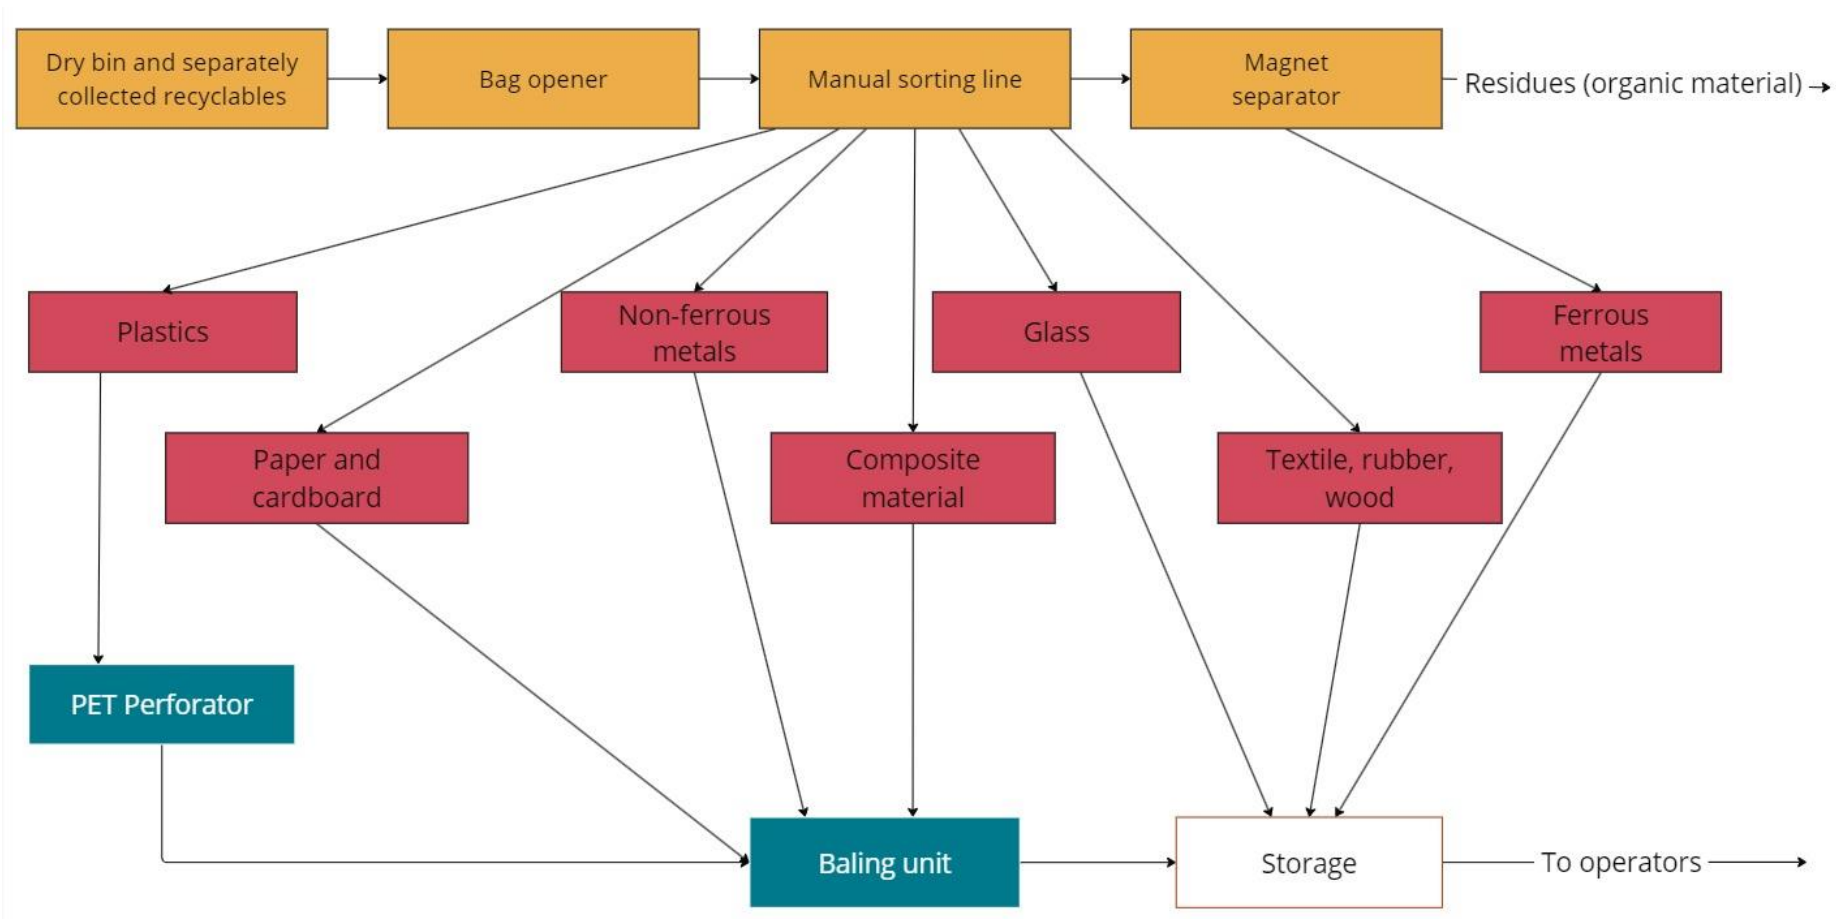 Dry bin and separately
collected recyclables
Bag opener
Manual sorting line
Magnet
separator
Residues (organic material)
Plastics
Non-ferrous
metals
Glass
Ferrous
metals
Paper and
cardboard
Composite
material
Textile, rubber,
wood
PET Perforator
Baling unit
Storage
To operators